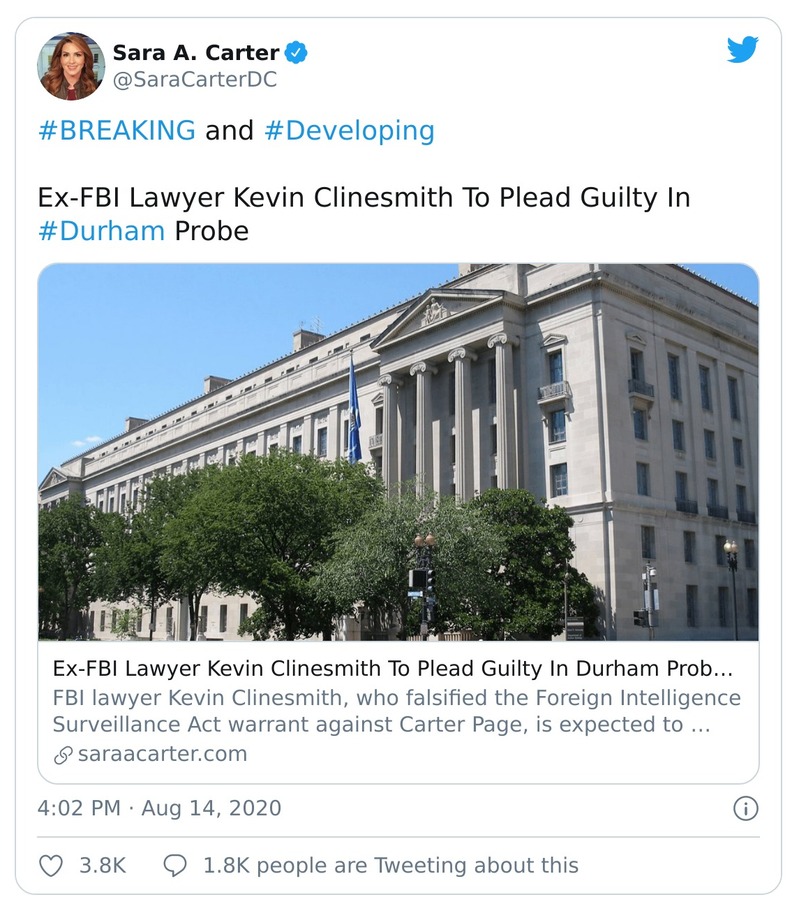 Sara A. Carter
@SaraCarterDC
#BREAKING and #Developing
Ex-FBI Lawyer Kevin Clinesmith To Plead Guilty In
#Durham Probe
Ex-FBI Lawyer Kevin Clinesmith To Plead Guilty In Durham Prob...
FBI lawyer Kevin Clinesmith, who falsified the Foreign Intelligence
Surveillance Act warrant against Carter Page, is expected to ...
saraacarter.com
4:02 PM · Aug 14, 2020
3.8K 1.8K people are Tweeting about this